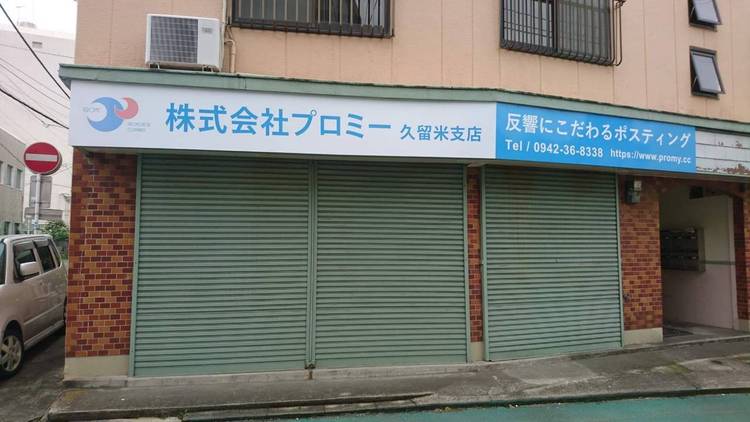 株式会社プロミー 久留米支店
反響にこだわるポスティング
Tel / 0942-36-8338 https://www.promy.cc